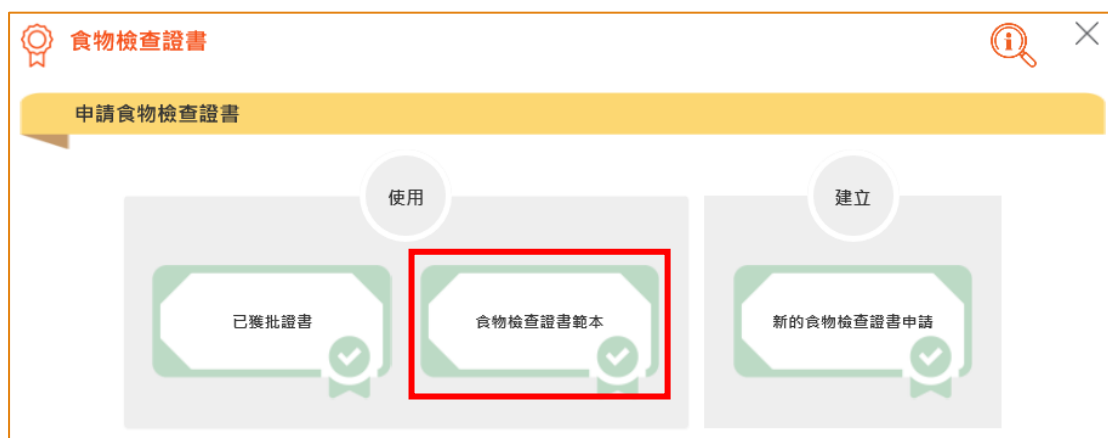 食物檢查證書
申請食物檢查證書
使用
建立
已獲批證書
食物檢查證書範本
新的食物檢查證書申請